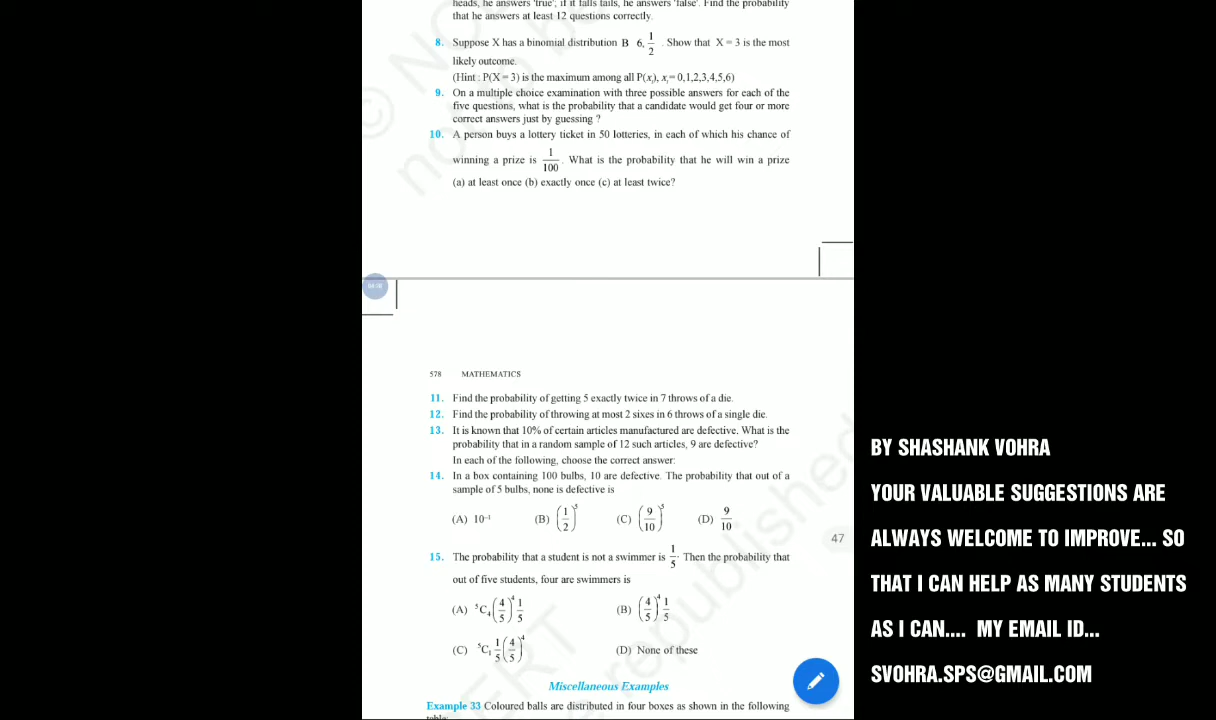 heads, he answers 'true'; if it falls tails, he answers 'false'. Find the probability
that he answers at least 12 questions correctly.
8. Suppose X has a binomial distribution B 6, 1/2 . Show that X = 3 is the most
likely outcome.
(Hint : P(X = 3) is the maximum among all P(xᵢ), xᵢ = 0,1,2,3,4,5,6)
9. On a multiple choice examination with three possible answers for each of the
five questions, what is the probability that a candidate would get four or more
correct answers just by guessing ?
10. A person buys a lottery ticket in 50 lotteries, in each of which his chance of
winning a prize is 1/100 . What is the probability that he will win a prize
(a) at least once (b) exactly once (c) at least twice?
578 MATHEMATICS
11. Find the probability of getting 5 exactly twice in 7 throws of a die.
12. Find the probability of throwing at most 2 sixes in 6 throws of a single die.
13. It is known that 10% of certain articles manufactured are defective. What is the
probability that in a random sample of 12 such articles, 9 are defective?
In each of the following, choose the correct answer:
14. In a box containing 100 bulbs, 10 are defective. The probability that out of a
sample of 5 bulbs, none is defective is
(A) 10⁻¹ (B) (1/2)⁵ (C) (9/10)⁵ (D) 9/10
47
15. The probability that a student is not a swimmer is 1/5. Then the probability that
out of five students, four are swimmers is
(A) ⁵C₄ (4/5)⁴ 1/5 (B) (4/5)⁴ 1/5
(C) ⁵C₁ 1/5 (4/5)⁴ (D) None of these
Miscellaneous Examples
Example 33 Coloured balls are distributed in four boxes as shown in the following
table:
BY SHASHANK VOHRA
YOUR VALUABLE SUGGESTIONS ARE
ALWAYS WELCOME TO IMPROVE... SO
THAT I CAN HELP AS MANY STUDENTS
AS I CAN.... MY EMAIL ID...
SVOHRA.SPS@GMAIL.COM